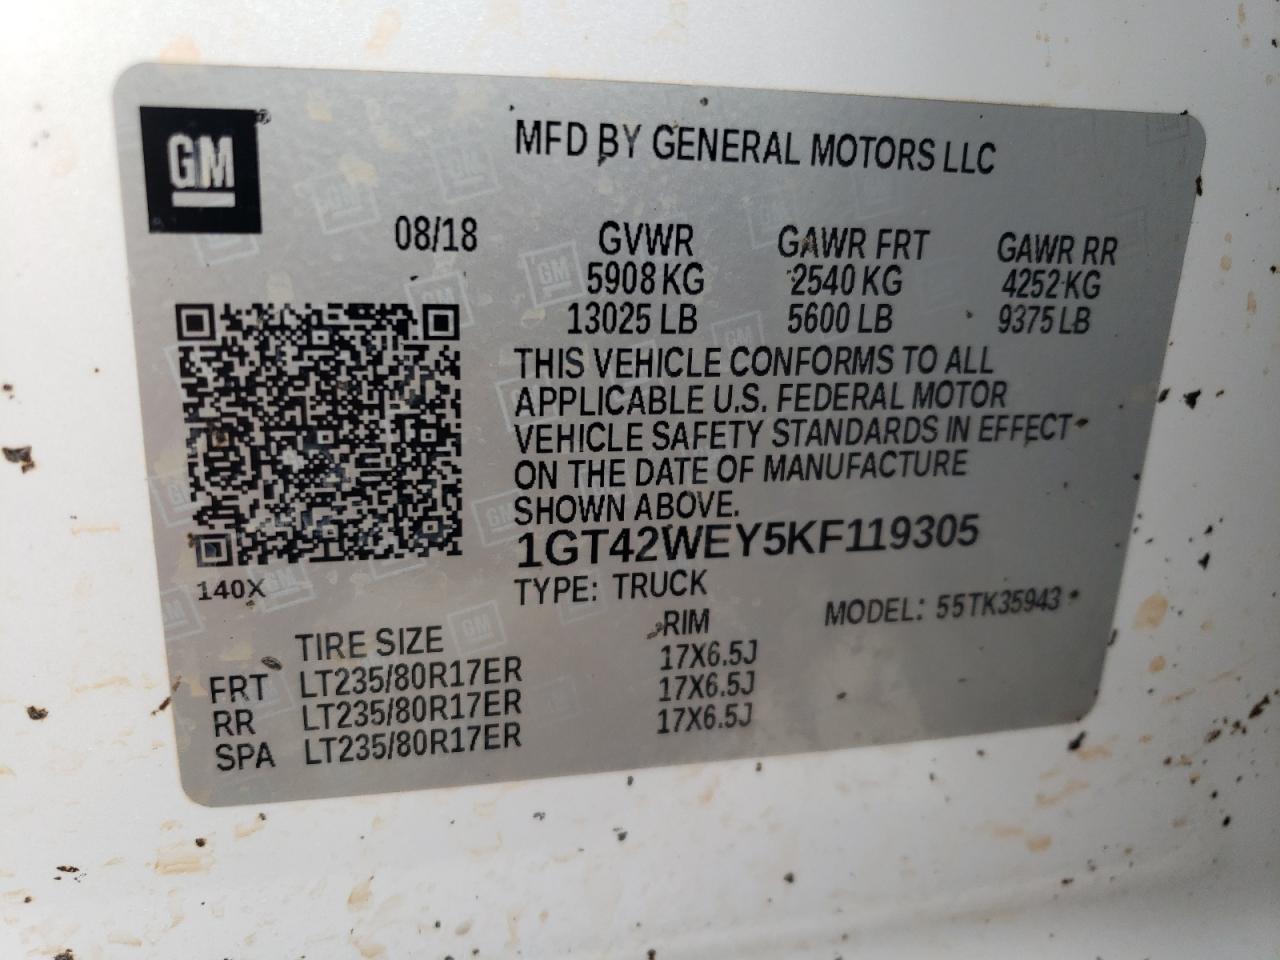 GM
MFD BY GENERAL MOTORS LLC
08/18
GVWR GAWR FRT GAWR RR
5908 KG 2540 KG 4252 KG
13025 LB 5600 LB 9375 LB
THIS VEHICLE CONFORMS TO ALL
APPLICABLE U.S. FEDERAL MOTOR
VEHICLE SAFETY STANDARDS IN EFFECT
ON THE DATE OF MANUFACTURE
SHOWN ABOVE.
1GT42WEY5KF119305
140X
TYPE: TRUCK
MODEL: 55TK35943
TIRE SIZE RIM
FRT LT235/80R17ER 17X6.5J
RR LT235/80R17ER 17X6.5J
SPA LT235/80R17ER 17X6.5J